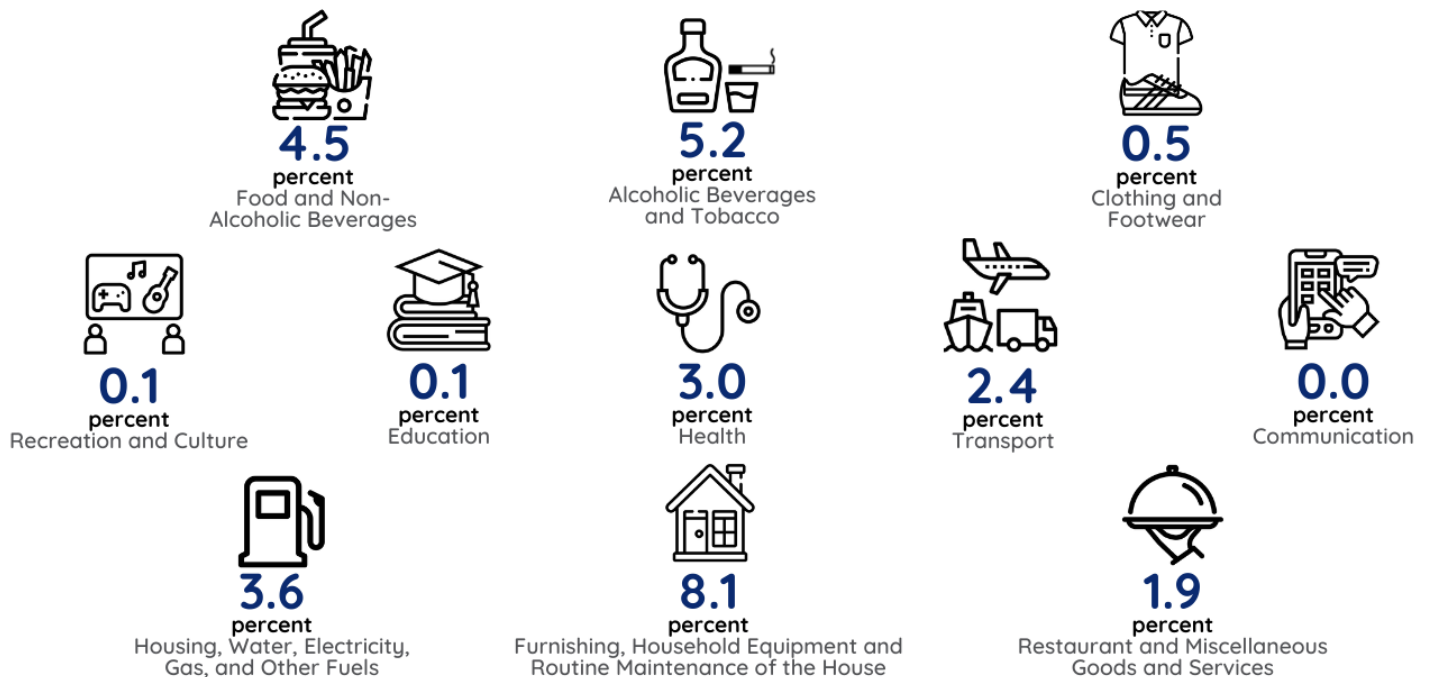 4.5
percent
Food and Non-
Alcoholic Beverages
5.2
percent
Alcoholic Beverages
and Tobacco
0.5
percent
Clothing and
Footwear
0.1
percent
Recreation and Culture
0.1
percent
Education
3.0
percent
Health
2.4
percent
Transport
0.0
percent
Communication
3.6
percent
Housing, Water, Electricity,
Gas, and Other Fuels
8.1
percent
Furnishing, Household Equipment and
Routine Maintenance of the House
1.9
percent
Restaurant and Miscellaneous
Goods and Services